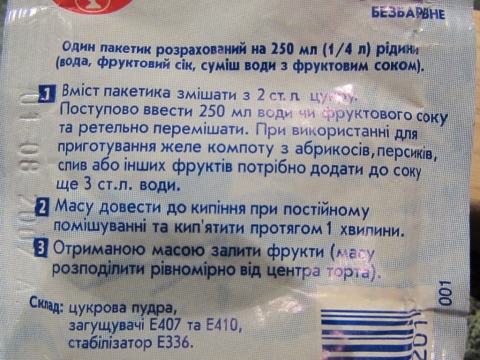 БЕЗБАРВНЕ
Один пакетик розрахований на 250 мл (1/4 л) рідини
(вода, фруктовий сік, суміш води з фруктовим соком).
1 Вміст пакетика змішати з 2 ст.л. цукру.
Поступово ввести 250 мл води чи фруктового соку
та ретельно перемішати. При використанні для
приготування желе компоту з абрикосів,персиків,
слив або інших фруктів потрібно додати до соку
ще 3 ст.л. води.
2 Масу довести до кипіння при постійному
помішуванні та кип'ятити протягом 1 хвилини.
3 Отриманою масою залити фрукти (масу
розподілити рівномірно від центра торта).
Склад: цукрова пудра,
загущувачі Е407 та Е410,
стабілізатор Е336.
001